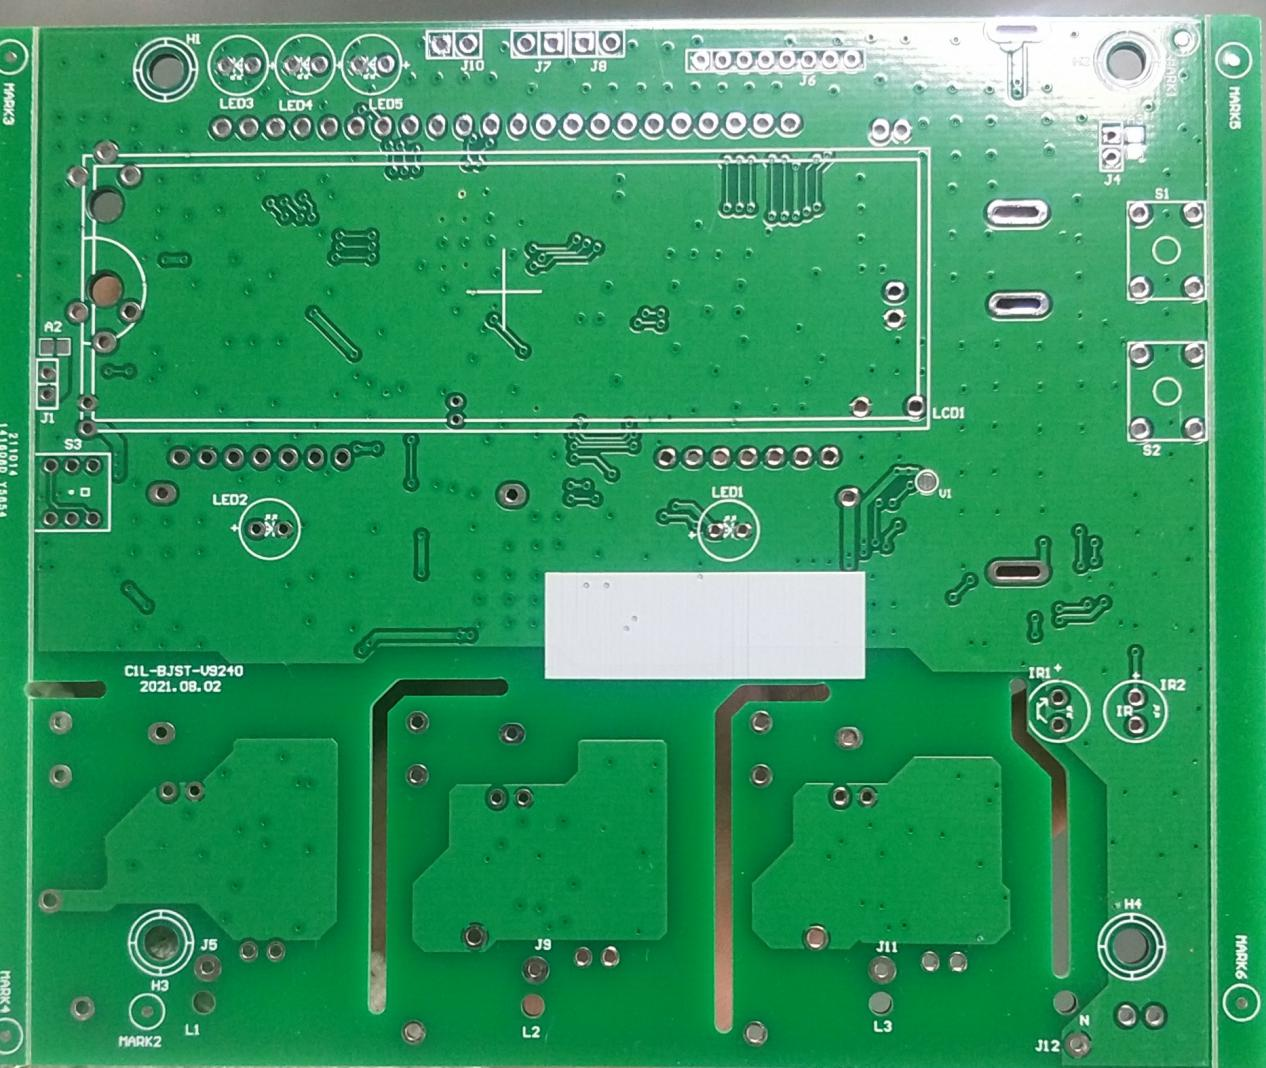 H1
LED3
LED4
LED5
J10
J7
J8
J6
MARK3
MARK5
J4
S1
A2
J1
LCD1
S3
S2
211014
LED2
LED1
V1
C1L-BJST-V9240
2021.08.02
IR1
IR2
IR
H4
J5
J9
J11
H3
MARK4
MARK6
MARK2
L1
L2
L3
N
J12